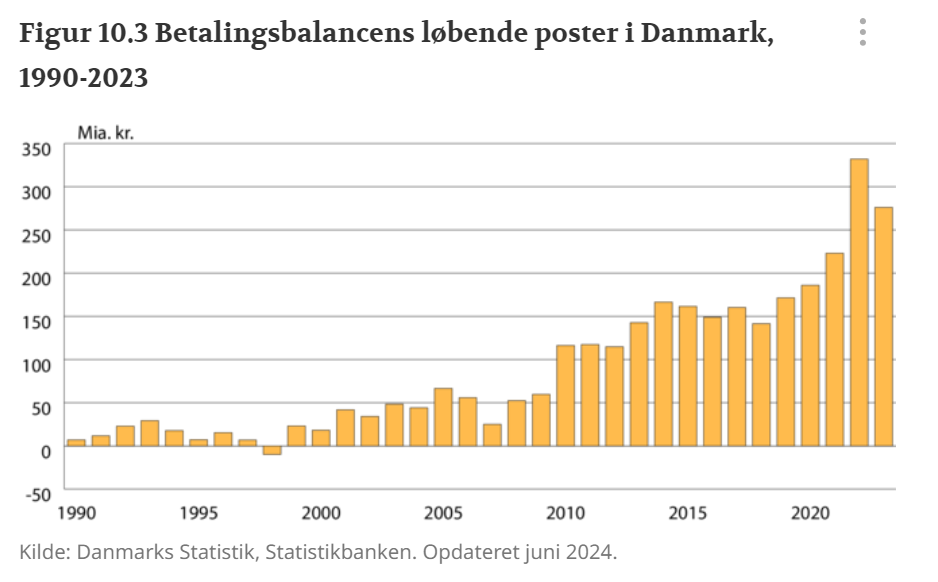 Figur 10.3 Betalingsbalancens løbende poster i Danmark,
1990-2023
Mia. kr.
350
300
250
200
150
100
50
0
-50
1990 1995 2000 2005 2010 2015 2020
Kilde: Danmarks Statistik, Statistikbanken. Opdateret juni 2024.